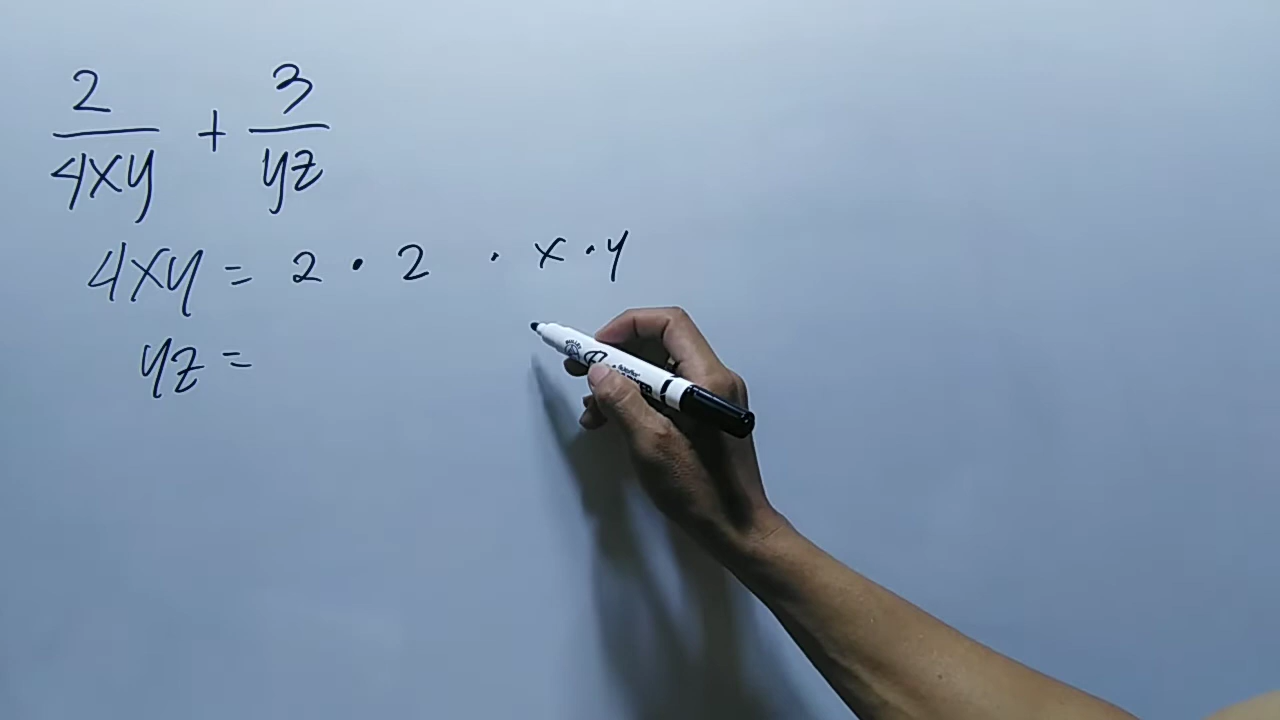 2/4xy + 3/yz
4xy = 2 · 2 · x · y
yz =